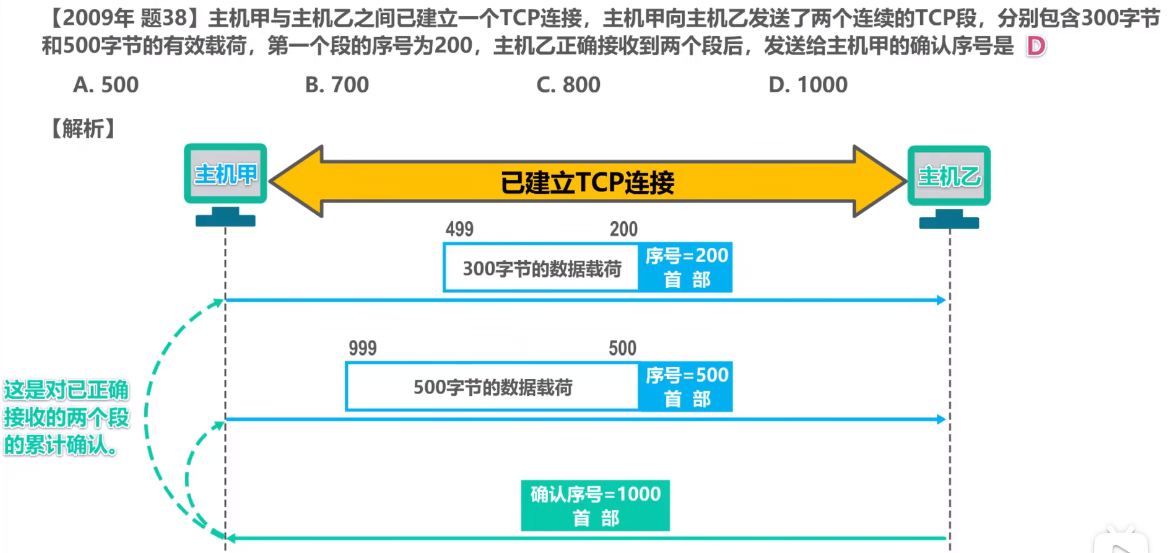 【2009年 题38】主机甲与主机乙之间已建立一个TCP连接，主机甲向主机乙发送了两个连续的TCP段，分别包含300字节
和500字节的有效载荷，第一个段的序号为200，主机乙正确接收到两个段后，发送给主机甲的确认序号是 D
A. 500 B. 700 C. 800 D. 1000
【解析】
主机甲 已建立TCP连接 主机乙
499 200
300字节的数据载荷 序号=200
首 部
999 500
500字节的数据载荷 序号=500
首 部
这是对已正确
接收的两个段
的累计确认。
确认序号=1000
首 部